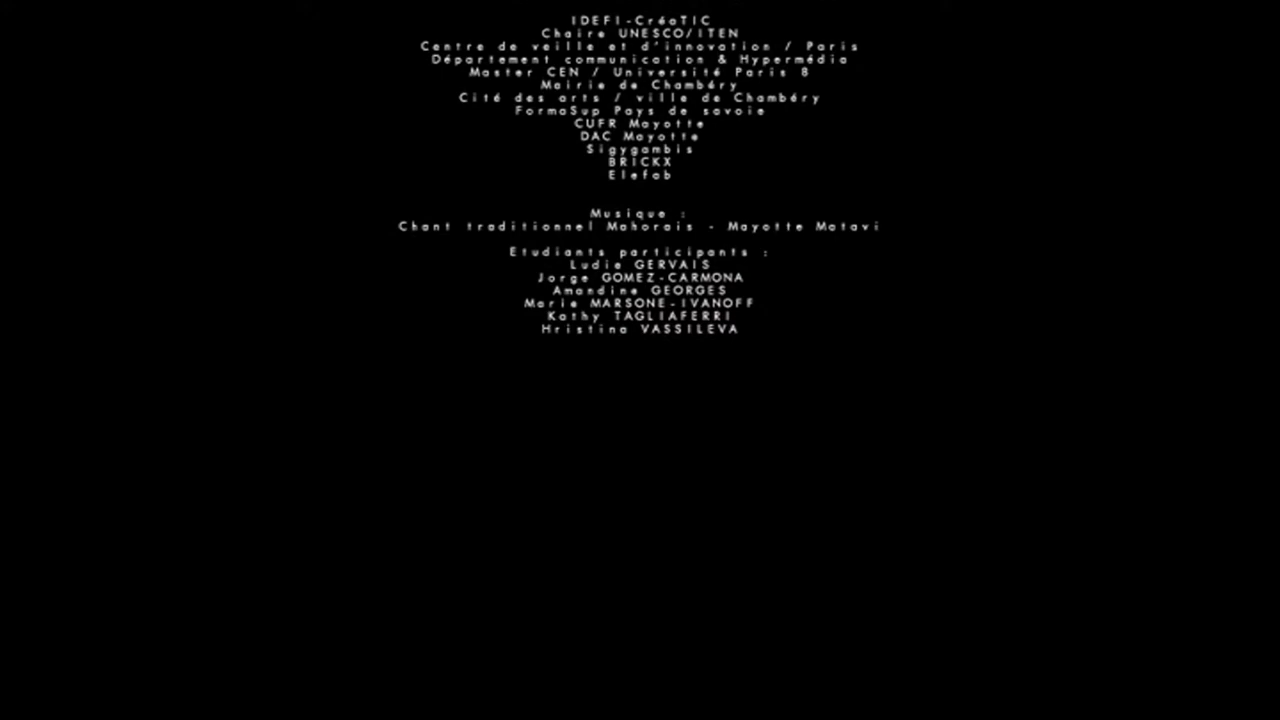 IDEFI-CréaTIC
Chaire UNESCO/ITEN
Centre de veille et d'innovation / Paris
Département communication & Hypermédia
Master CEN / Université Paris 8
Mairie de Chambéry
Cité des arts / ville de Chambéry
FormaSup Pays de savoie
CUFR Mayotte
DAC Mayotte
Sigygambis
BRICKX
Elefab
Musique :
Chant traditionnel Mahorais - Mayotte Matavi
Etudiants participants :
Ludie GERVAIS
Jorge GOMEZ-CARMONA
Amandine GEORGES
Marie MARSONE-IVANOFF
Kathy TAGLIAFERRI
Hristina VASSILEVA